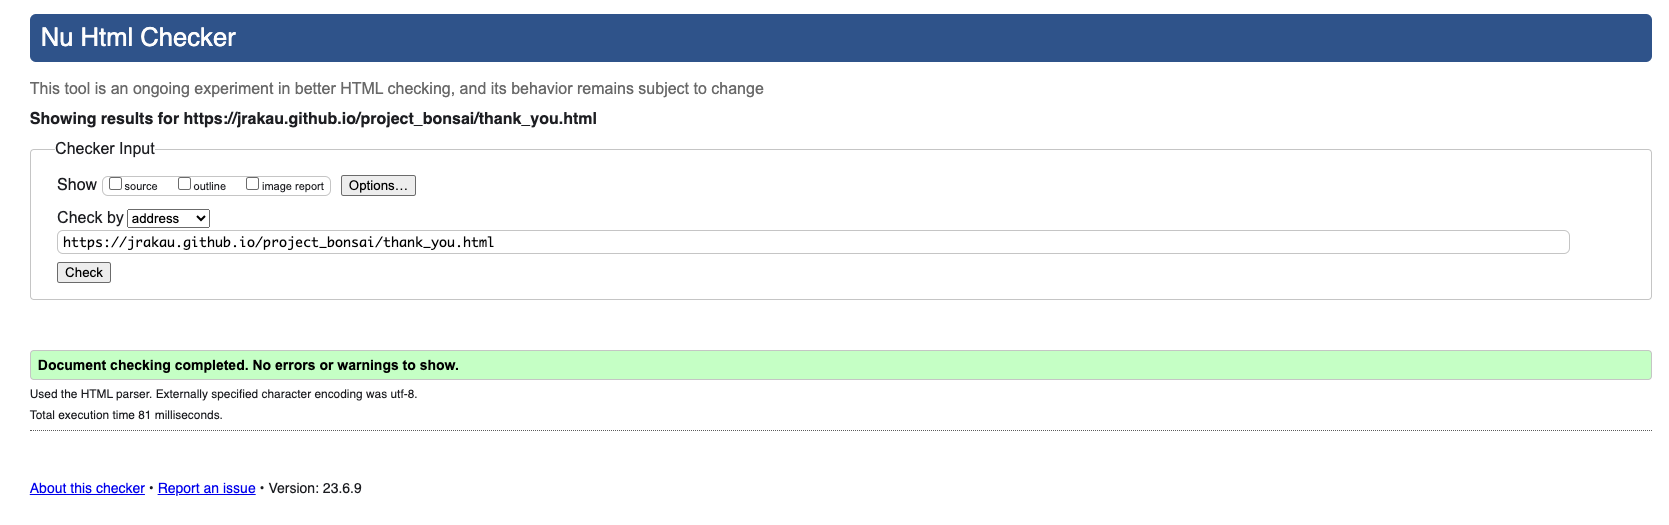 Nu Html Checker
This tool is an ongoing experiment in better HTML checking, and its behavior remains subject to change
Showing results for https://jrakau.github.io/project_bonsai/thank_you.html
Checker Input
Show source outline image report Options...
Check by address
https://jrakau.github.io/project_bonsai/thank_you.html
Check
Document checking completed. No errors or warnings to show.
Used the HTML parser. Externally specified character encoding was utf-8.
Total execution time 81 milliseconds.
About this checker • Report an issue • Version: 23.6.9